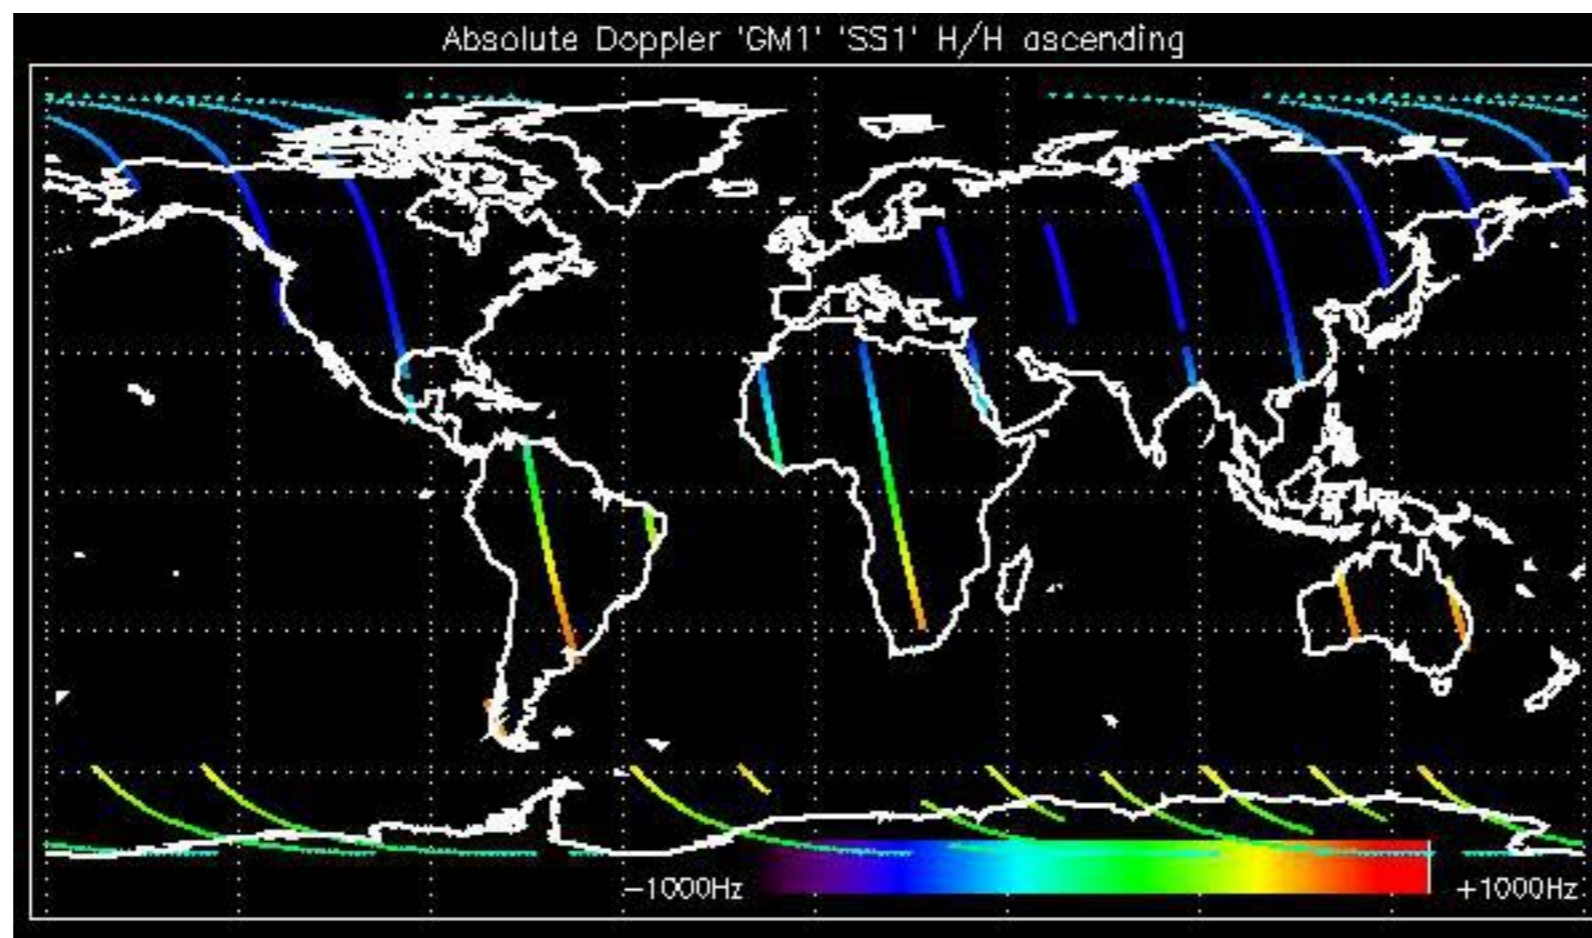 Absolute Doppler 'GM1' 'SS1' H/H ascending
-1000Hz
+1000Hz